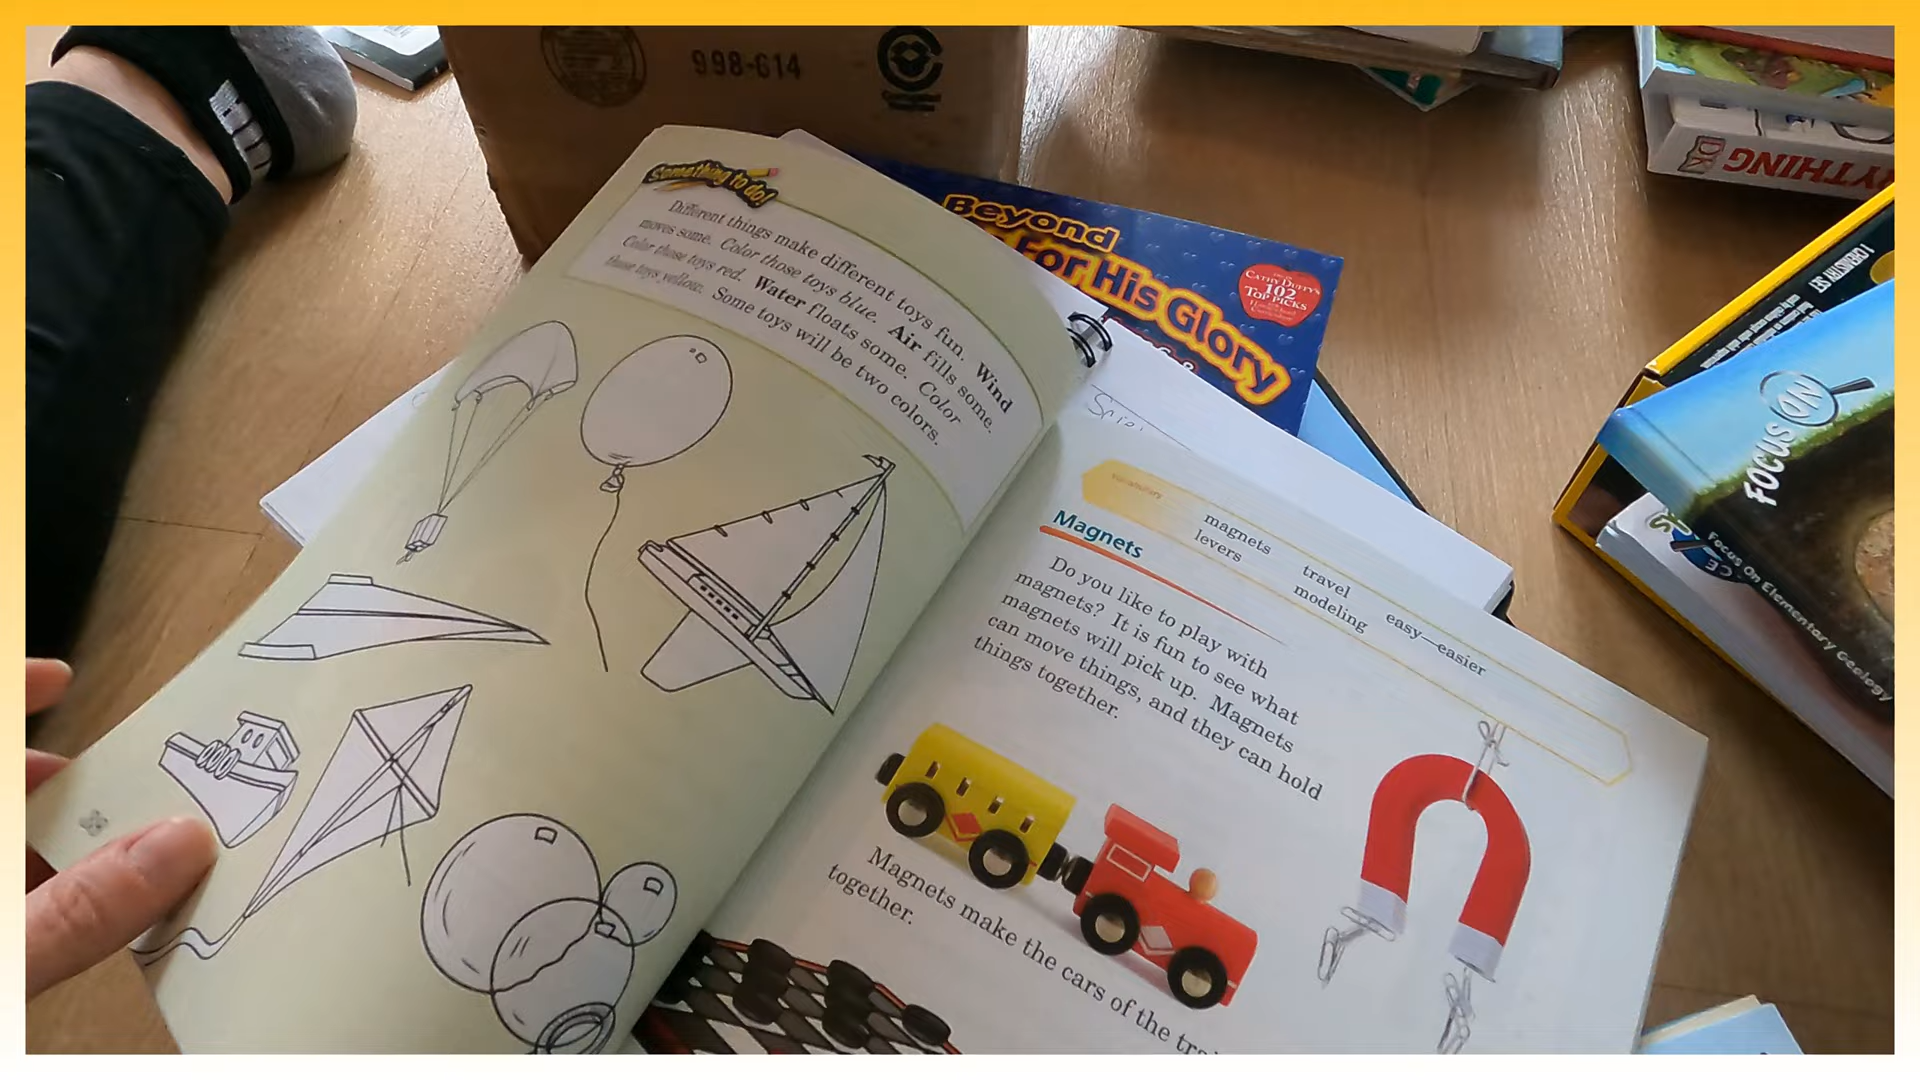 998-614
Something to do!
Different things make different toys fun. Wind
moves some. Color those toys blue. Air fills some.
Color those toys red. Water floats some. Color
those toys yellow. Some toys will be two colors.
Beyond
For His Glory
CATHY DUFFY'S
102
TOP PICKS
vocabulary
magnets
levers
travel
modeling
easy—easier
Magnets
Do you like to play with
magnets? It is fun to see what
magnets will pick up. Magnets
can move things, and they can hold
things together.
Magnets make the cars of the
together.
DK
CHEMISTRY SET
FOCUS ON
Focus On Elementary Geology